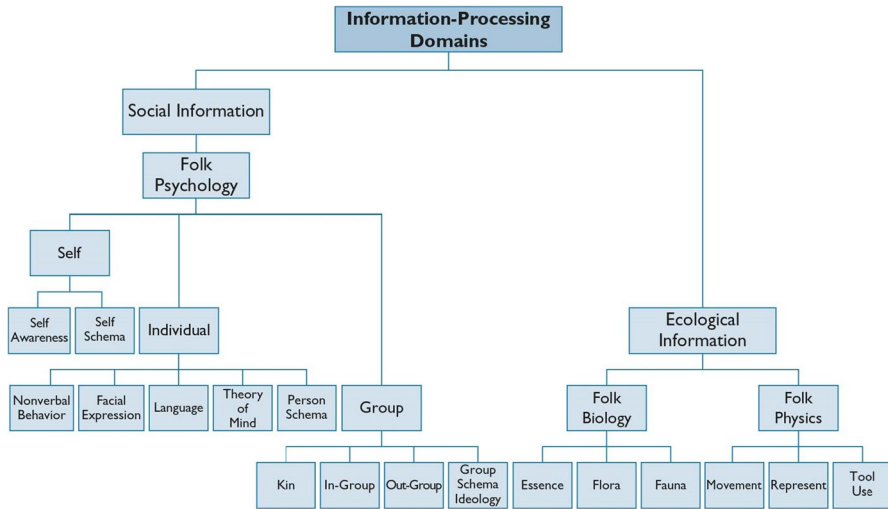 Information-Processing
Domains
Social Information
Folk
Psychology
Self
Self
Awareness
Self
Schema
Individual
Ecological
Information
Nonverbal
Behavior
Facial
Expression
Language
Theory
of
Mind
Person
Schema
Group
Folk
Biology
Folk
Physics
Kin
In-Group
Out-Group
Group
Schema
Ideology
Essence
Flora
Fauna
Movement
Represent
Tool
Use